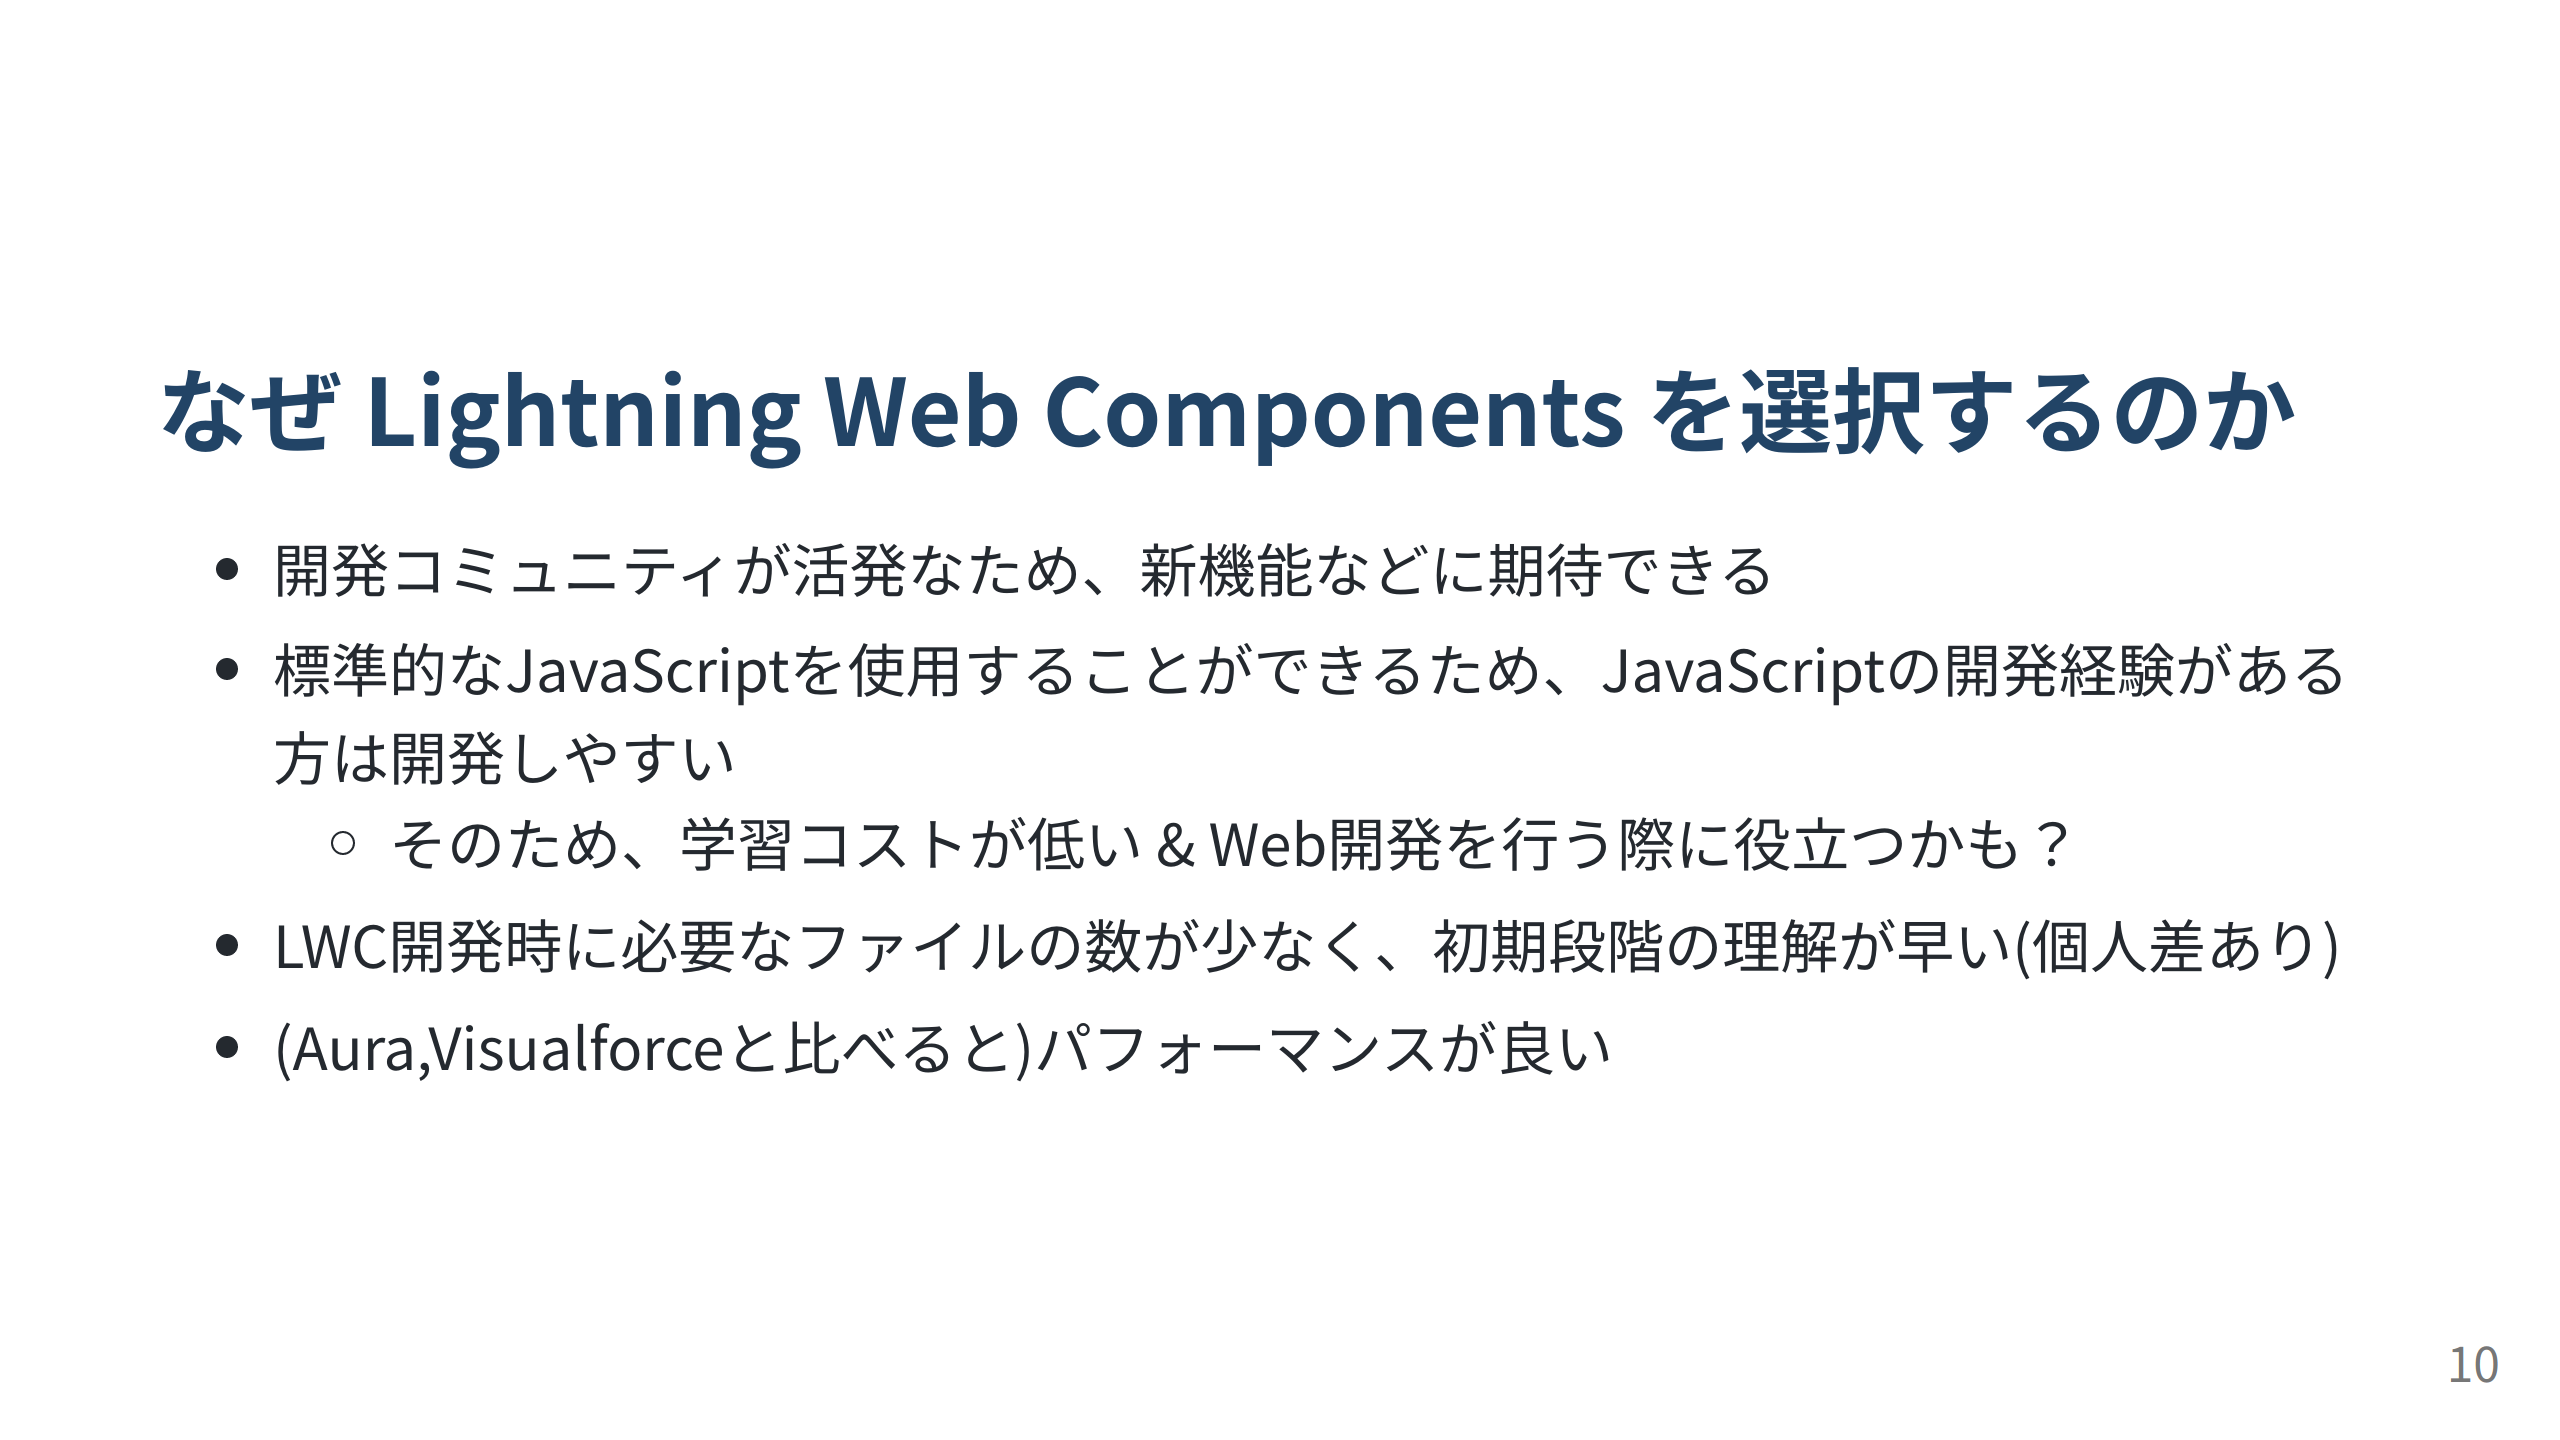 なぜ Lightning Web Components を選択するのか
• 開発コミュニティが活発なため、新機能などに期待できる
• 標準的なJavaScriptを使用することができるため、JavaScriptの開発経験がある
方は開発しやすい
○ そのため、学習コストが低い & Web開発を行う際に役立つかも？
• LWC開発時に必要なファイルの数が少なく、初期段階の理解が早い(個人差あり)
• (Aura,Visualforceと比べると)パフォーマンスが良い
10